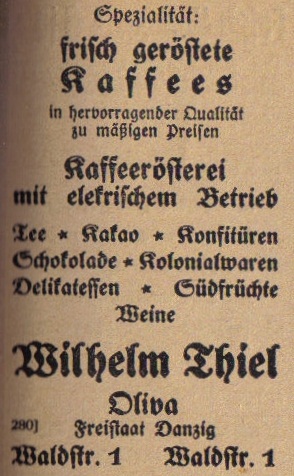 Spezialität:
frisch geröstete
Kaffees
in hervorragender Qualität
zu mäßigen Preisen
Kaffeerösterei
mit elekrischem Betrieb
Tee * Kakao * Konfitüren
Schokolade * Kolonialwaren
Delikatessen * Südfrüchte
Weine
Wilhelm Thiel
Oliva
280] Freistaat Danzig
Waldstr. 1 Waldstr. 1